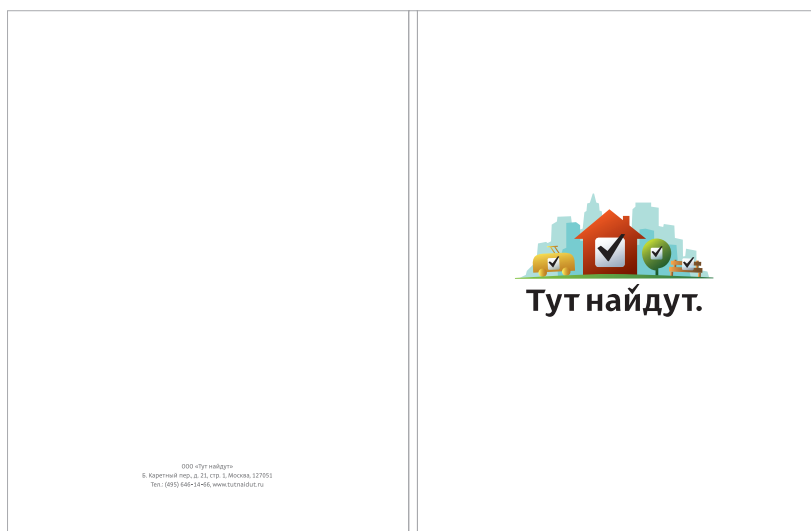 ООО «Тут найдут»
Б. Каретный пер., д. 21, стр. 1, Москва, 127051
Тел.: (495) 646-14-66, www.tutnaidut.ru
Тут найдут.